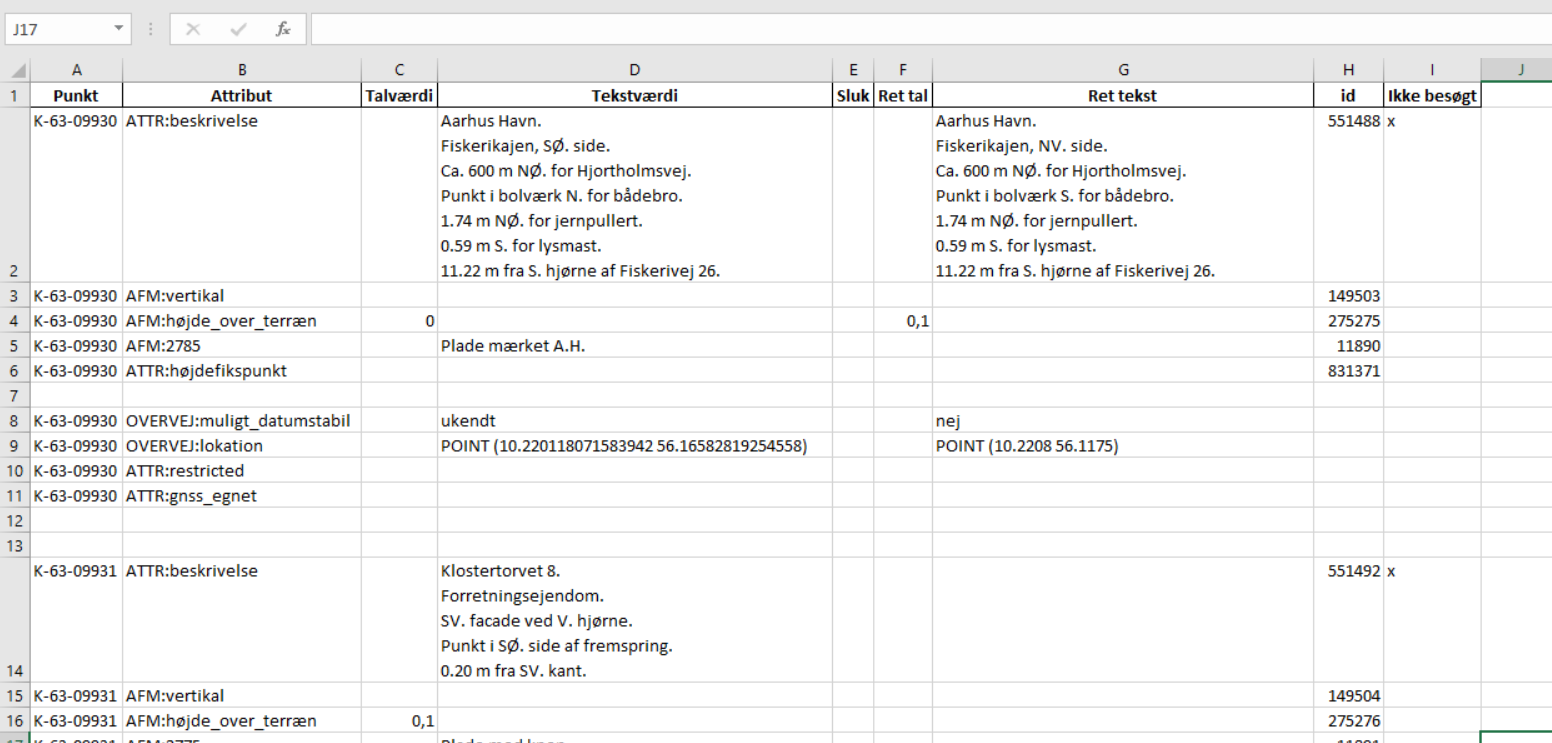 J17
fx
A B C D E F G H I J
1 Punkt Attribut Talværdi Tekstværdi Sluk Ret tal Ret tekst id Ikke besøgt
K-63-09930 ATTR:beskrivelse Aarhus Havn. Aarhus Havn. 551488 x
Fiskerikajen, SØ. side. Fiskerikajen, NV. side.
Ca. 600 m NØ. for Hjortholmsvej. Ca. 600 m NØ. for Hjortholmsvej.
Punkt i bolværk N. for bådebro. Punkt i bolværk S. for bådebro.
1.74 m NØ. for jernpullert. 1.74 m NØ. for jernpullert.
0.59 m S. for lysmast. 0.59 m S. for lysmast.
2 11.22 m fra S. hjørne af Fiskerivej 26. 11.22 m fra S. hjørne af Fiskerivej 26.
3 K-63-09930 AFM:vertikal 149503
4 K-63-09930 AFM:højde_over_terræn 0 0,1 275275
5 K-63-09930 AFM:2785 Plade mærket A.H. 11890
6 K-63-09930 ATTR:højdefikspunkt 831371
7
8 K-63-09930 OVERVEJ:muligt_datumstabil ukendt nej
9 K-63-09930 OVERVEJ:lokation POINT (10.220118071583942 56.16582819254558) POINT (10.2208 56.1175)
10 K-63-09930 ATTR:restricted
11 K-63-09930 ATTR:gnss_egnet
12
13
K-63-09931 ATTR:beskrivelse Klostertorvet 8. 551492 x
Forretningsejendom.
SV. facade ved V. hjørne.
Punkt i SØ. side af fremspring.
14 0.20 m fra SV. kant.
15 K-63-09931 AFM:vertikal 149504
16 K-63-09931 AFM:højde_over_terræn 0,1 275276